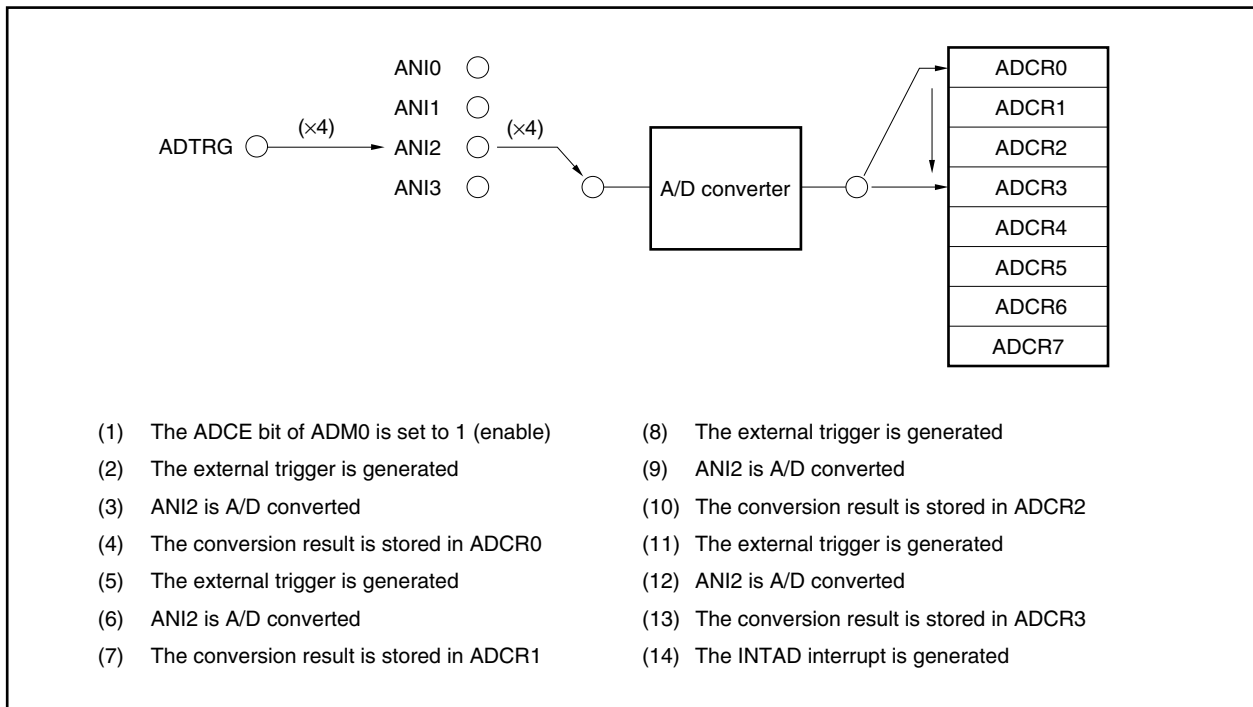 ANI0
ADCR0
ANI1
ADCR1
ADTRG (×4) ANI2 (×4)
ADCR2
ANI3
A/D converter
ADCR3
ADCR4
ADCR5
ADCR6
ADCR7
(1) The ADCE bit of ADM0 is set to 1 (enable)
(2) The external trigger is generated
(3) ANI2 is A/D converted
(4) The conversion result is stored in ADCR0
(5) The external trigger is generated
(6) ANI2 is A/D converted
(7) The conversion result is stored in ADCR1
(8) The external trigger is generated
(9) ANI2 is A/D converted
(10) The conversion result is stored in ADCR2
(11) The external trigger is generated
(12) ANI2 is A/D converted
(13) The conversion result is stored in ADCR3
(14) The INTAD interrupt is generated